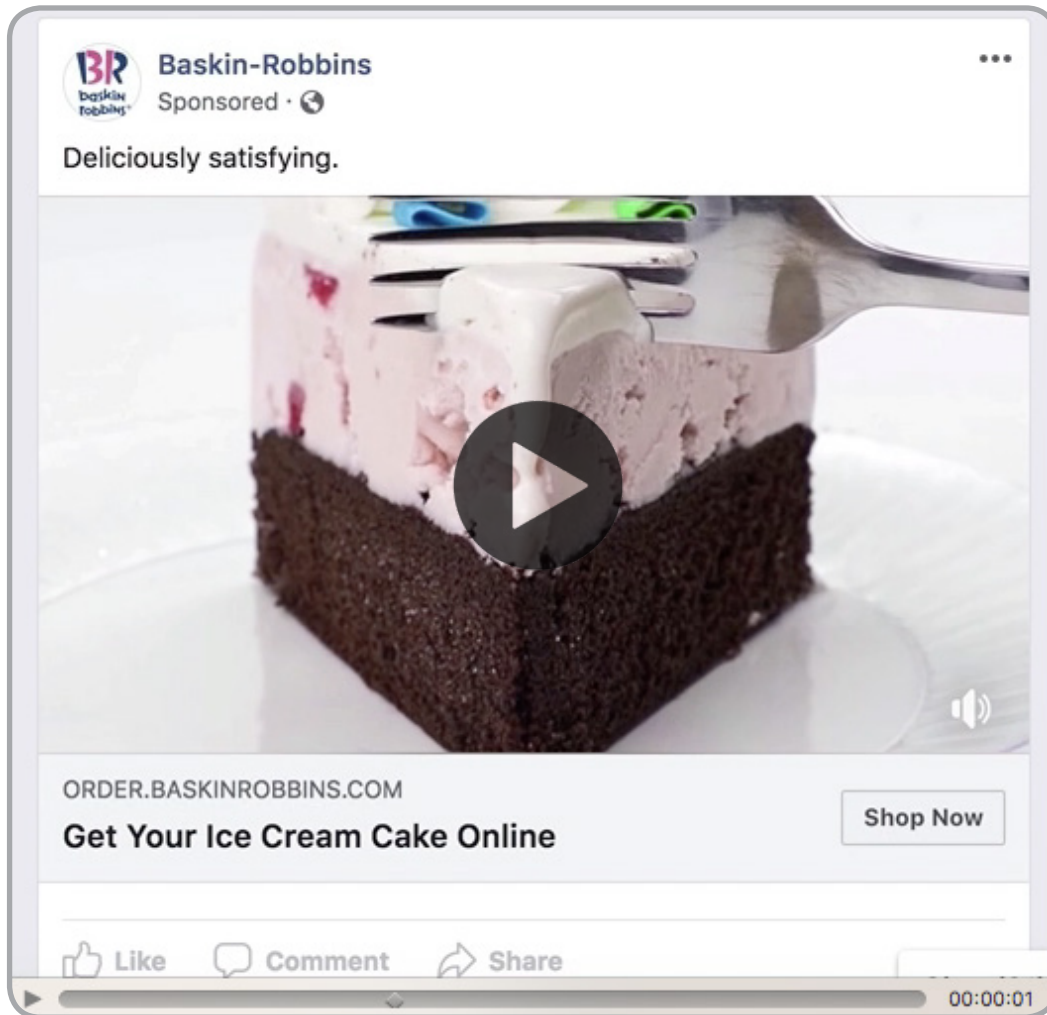 BR
baskin
robbins
Baskin-Robbins
Sponsored ·
Deliciously satisfying.
ORDER.BASKINROBBINS.COM
Get Your Ice Cream Cake Online
Shop Now
Like
Comment
Share
00:00:01